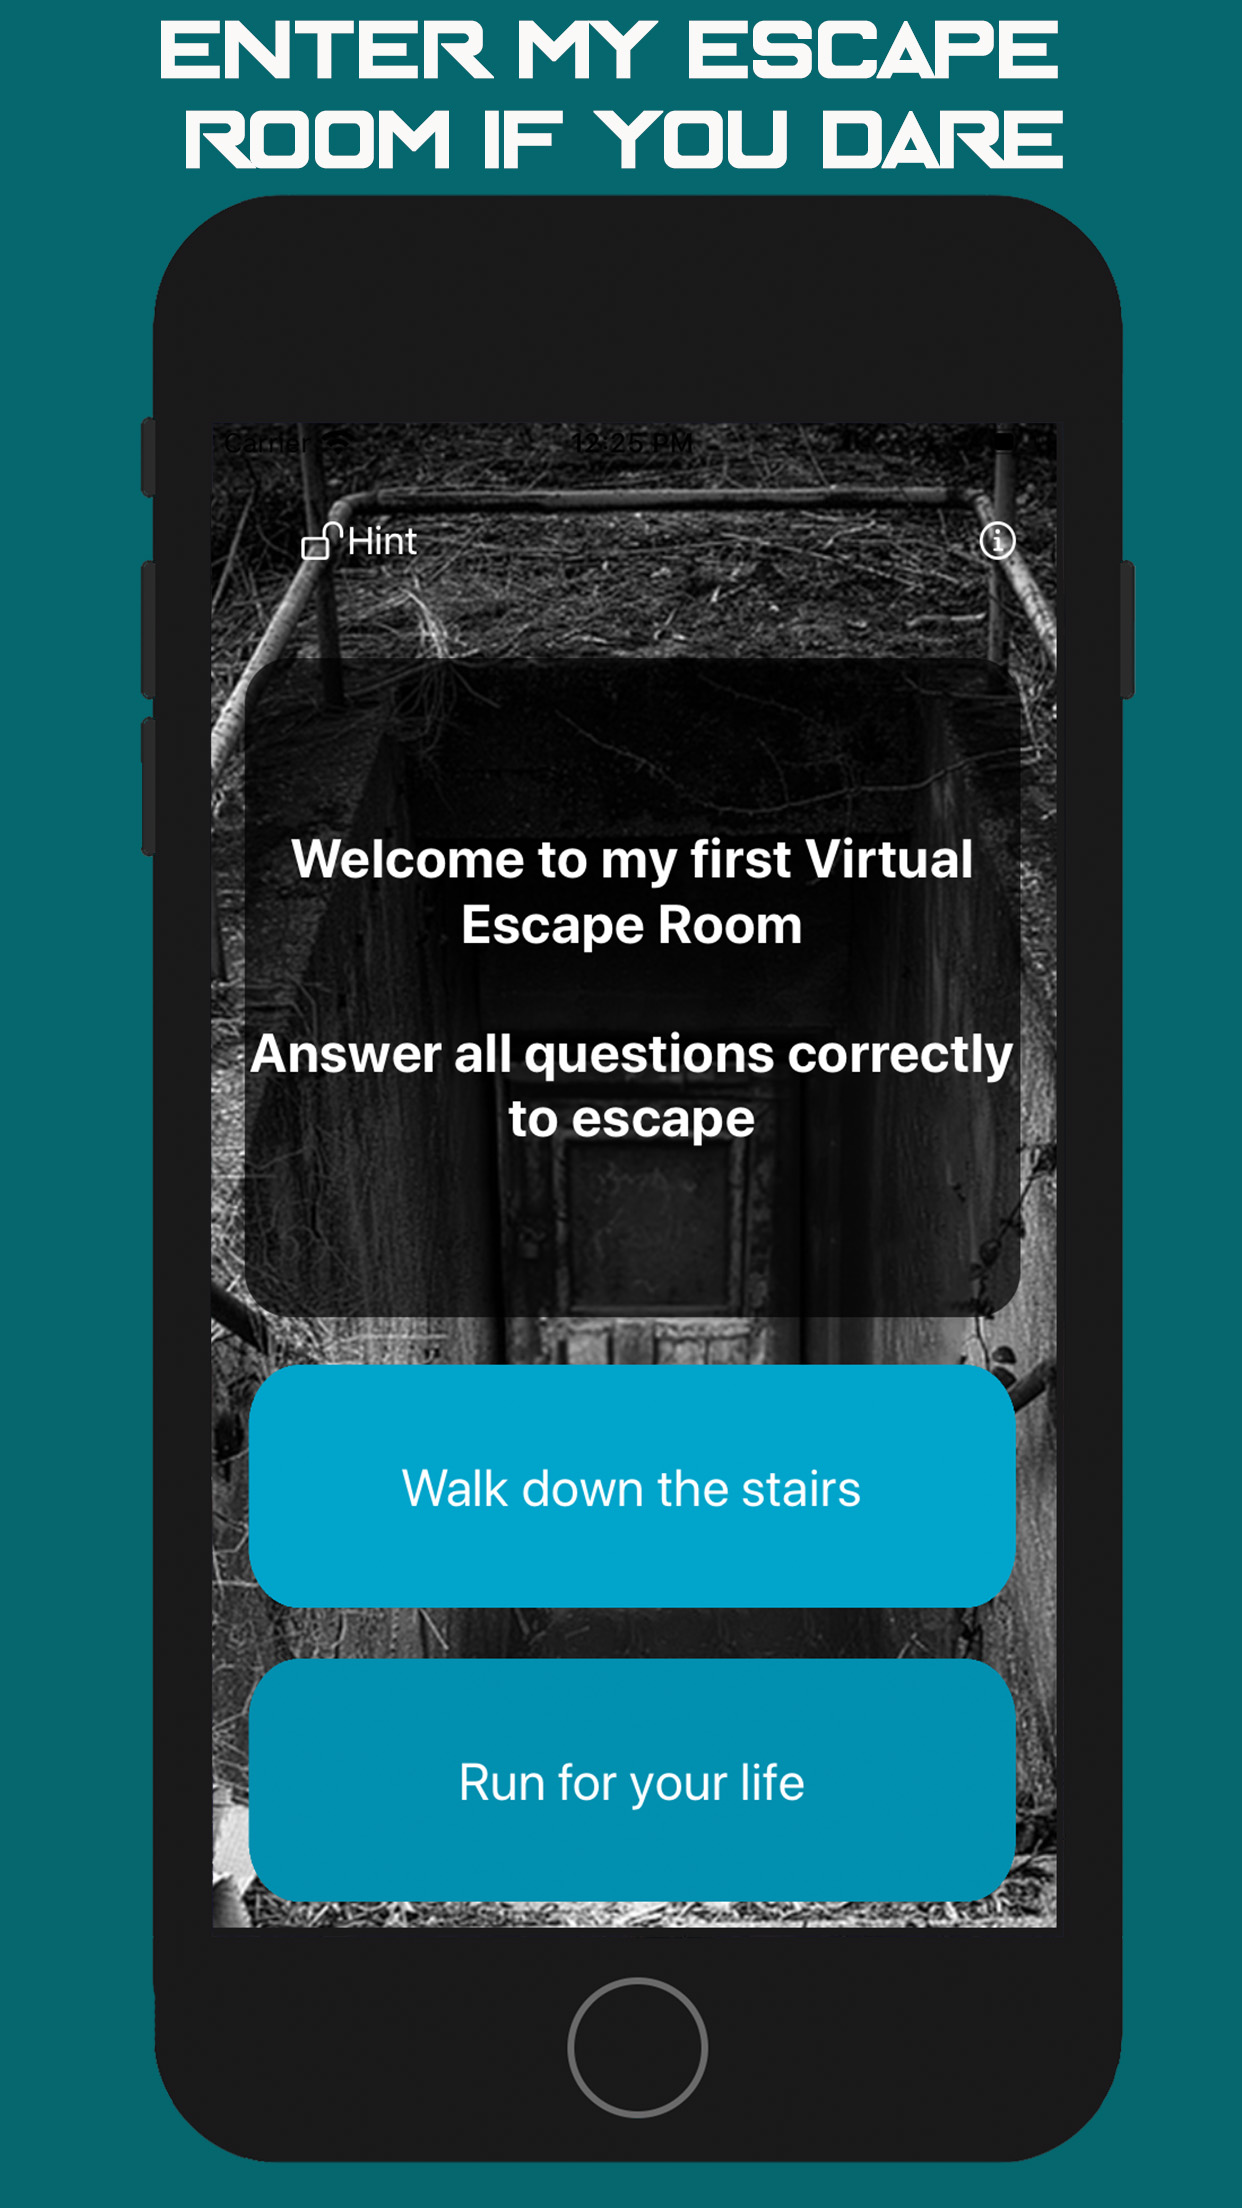 ENTER MY ESCAPE
ROOM IF YOU DARE
Carrier 12:25 PM
Hint
Welcome to my first Virtual
Escape Room
Answer all questions correctly
to escape
Walk down the stairs
Run for your life